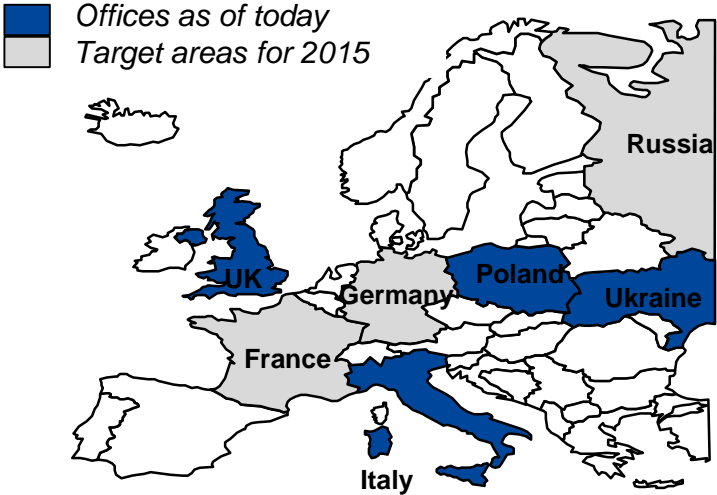 Offices as of today
Target areas for 2015
Russia
UK
Poland
Germany
Ukraine
France
Italy